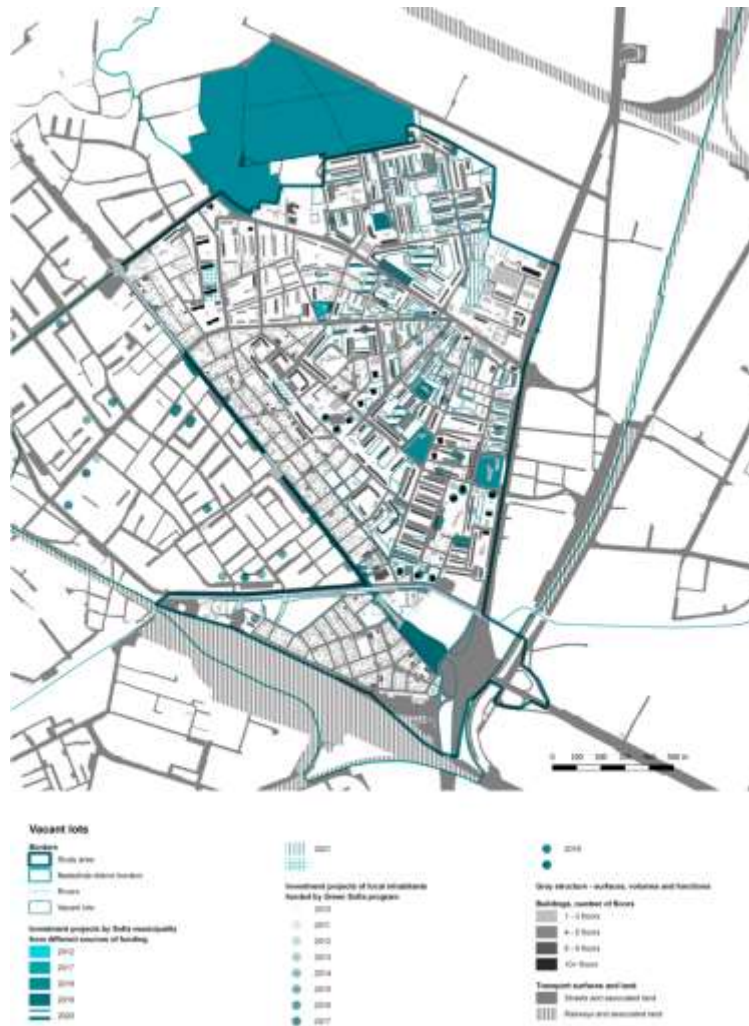 0 100 200 300 400 500 m
Vacant lots
Borders
Study area
district borders
Rivers
Vacant lots
Investment projects by Sofia municipality
from different sources of funding
2012
2017
2018
2019
2020
2021
Investment projects of local inhabitants
funded by Green Sofia program
2010
2011
2012
2013
2014
2015
2016
2017
2018
Grey structure - surfaces, volumes and functions
Buildings, number of floors
1 - 3 floors
4 - 5 floors
6 - 9 floors
10+ floors
Transport surfaces and land
Streets and associated land
Railways and associated land